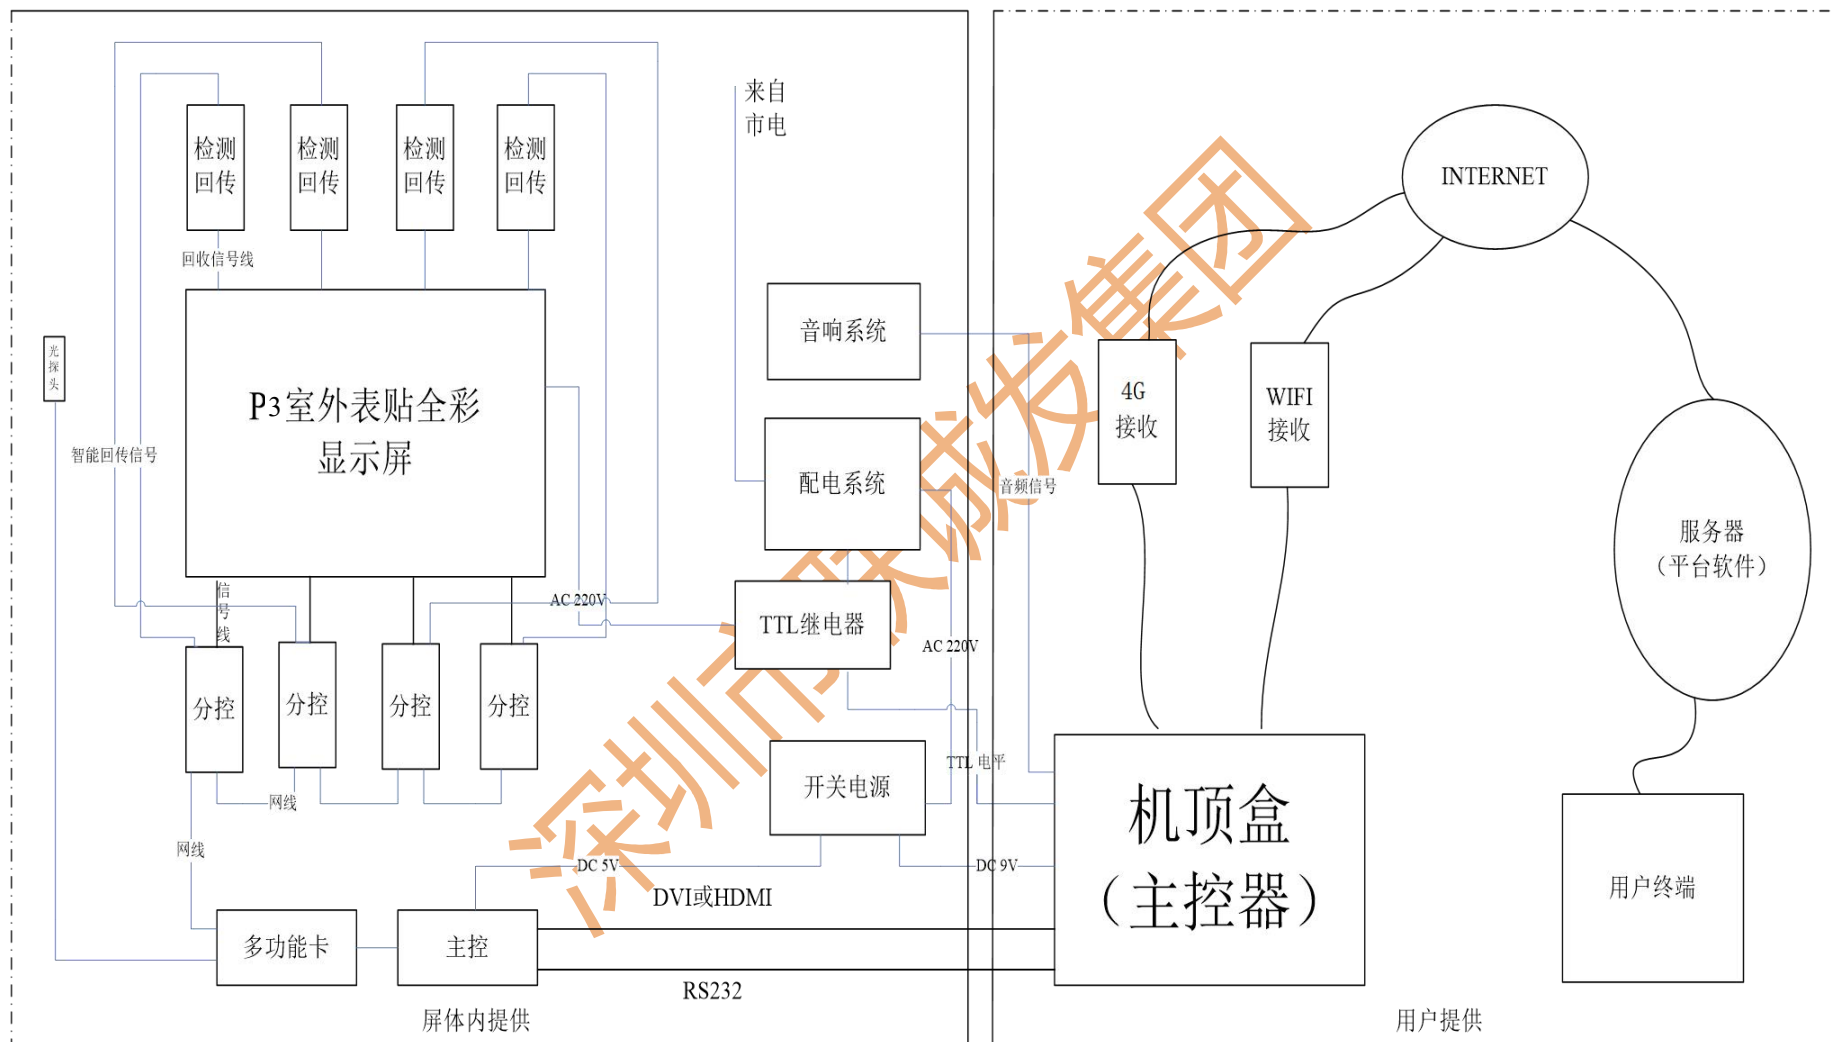 来自
市电
检测
回传
检测
回传
检测
回传
检测
回传
INTERNET
回收信号线
音响系统
光
探
头
4G
接收
WIFI
接收
P3室外表贴全彩
显示屏
智能回传信号
配电系统
音频信号
服务器
（平台软件）
信
号
线
AC 220V
TTL继电器
AC 220V
分控
分控
分控
分控
TTL 电平
开关电源
网线
网线
机顶盒
（主控器）
DC 5V
DC 9V
DVI或HDMI
用户终端
多功能卡
主控
RS232
屏体内提供
用户提供
深圳市联诚发集团